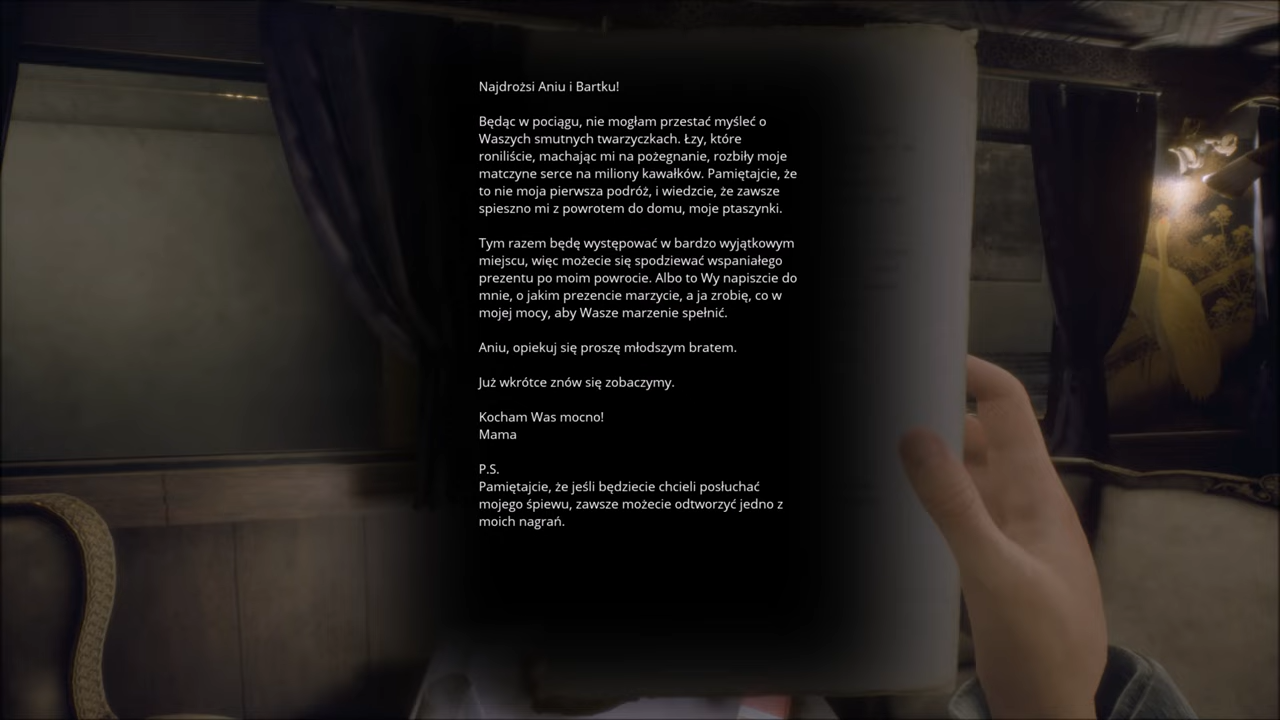 Najdrożsi Aniu i Bartku!
Będąc w pociągu, nie mogłam przestać myśleć o
Waszych smutnych twarzyczkach. Łzy, które
roniliście, machając mi na pożegnanie, rozbiły moje
matczyne serce na miliony kawałków. Pamiętajcie, że
to nie moja pierwsza podróż, i wiedzcie, że zawsze
spieszno mi z powrotem do domu, moje ptaszynki.
Tym razem będę występować w bardzo wyjątkowym
miejscu, więc możecie się spodziewać wspaniałego
prezentu po moim powrocie. Albo to Wy napiszcie do
mnie, o jakim prezencie marzycie, a ja zrobię, co w
mojej mocy, aby Wasze marzenie spełnić.
Aniu, opiekuj się proszę młodszym bratem.
Już wkrótce znów się zobaczymy.
Kocham Was mocno!
Mama
P.S.
Pamiętajcie, że jeśli będziecie chcieli posłuchać
mojego śpiewu, zawsze możecie odtworzyć jedno z
moich nagrań.